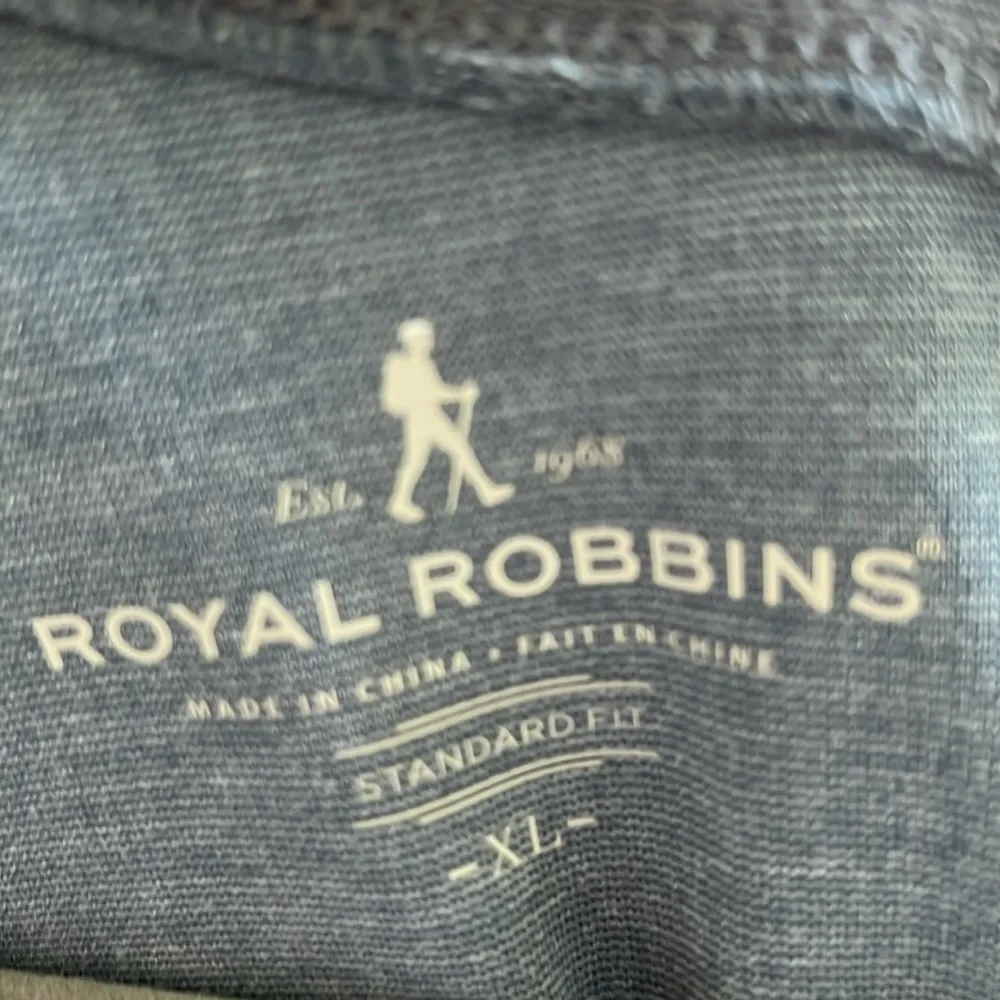 Est. 1968
ROYAL ROBBINS®
MADE IN CHINA • FAIT EN CHINE
STANDARD FIT
-XL-